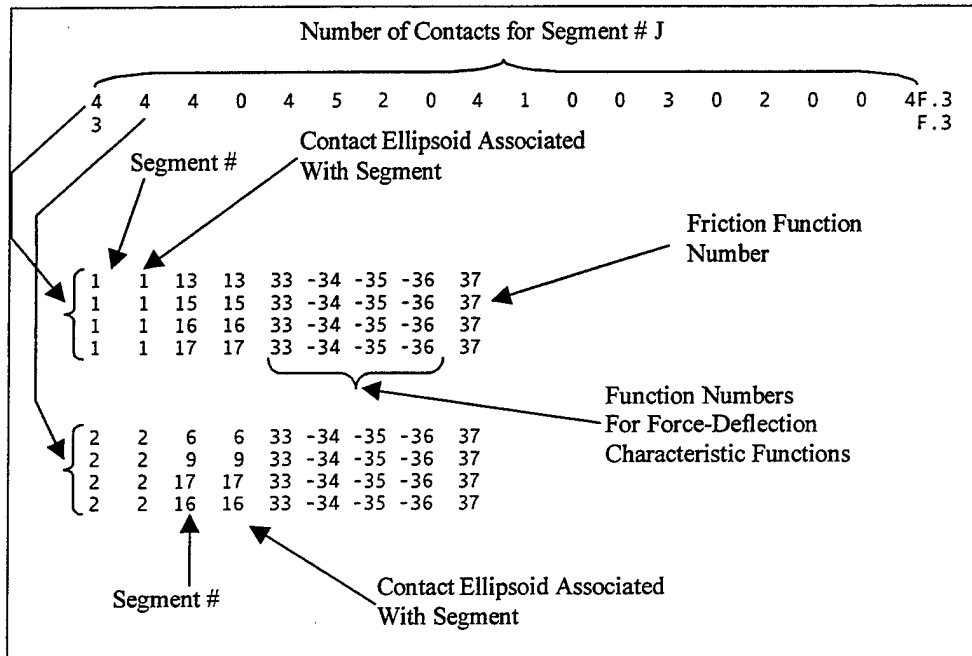 Number of Contacts for Segment # J
4 4 4 0 4 5 2 0 4 1 0 0 3 0 2 0 0 4F.3
3 F.3
Contact Ellipsoid Associated
With Segment
Segment #
Friction Function
Number
1 1 13 13 33 -34 -35 -36 37
1 1 15 15 33 -34 -35 -36 37
1 1 16 16 33 -34 -35 -36 37
1 1 17 17 33 -34 -35 -36 37
Function Numbers
For Force-Deflection
Characteristic Functions
2 2 6 6 33 -34 -35 -36 37
2 2 9 9 33 -34 -35 -36 37
2 2 17 17 33 -34 -35 -36 37
2 2 16 16 33 -34 -35 -36 37
Segment #
Contact Ellipsoid Associated
With Segment